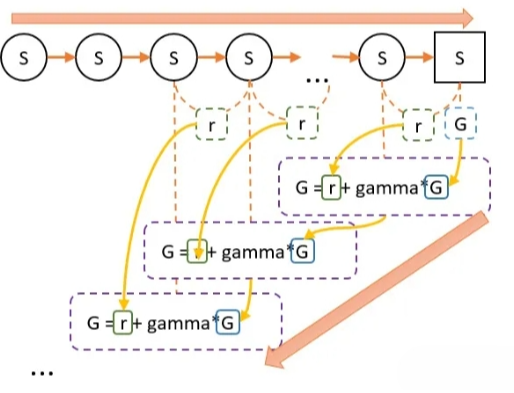 S S S S ... S S
r r r G
G = r + gamma*G
G = + gamma*G
G = r + gamma*G
...